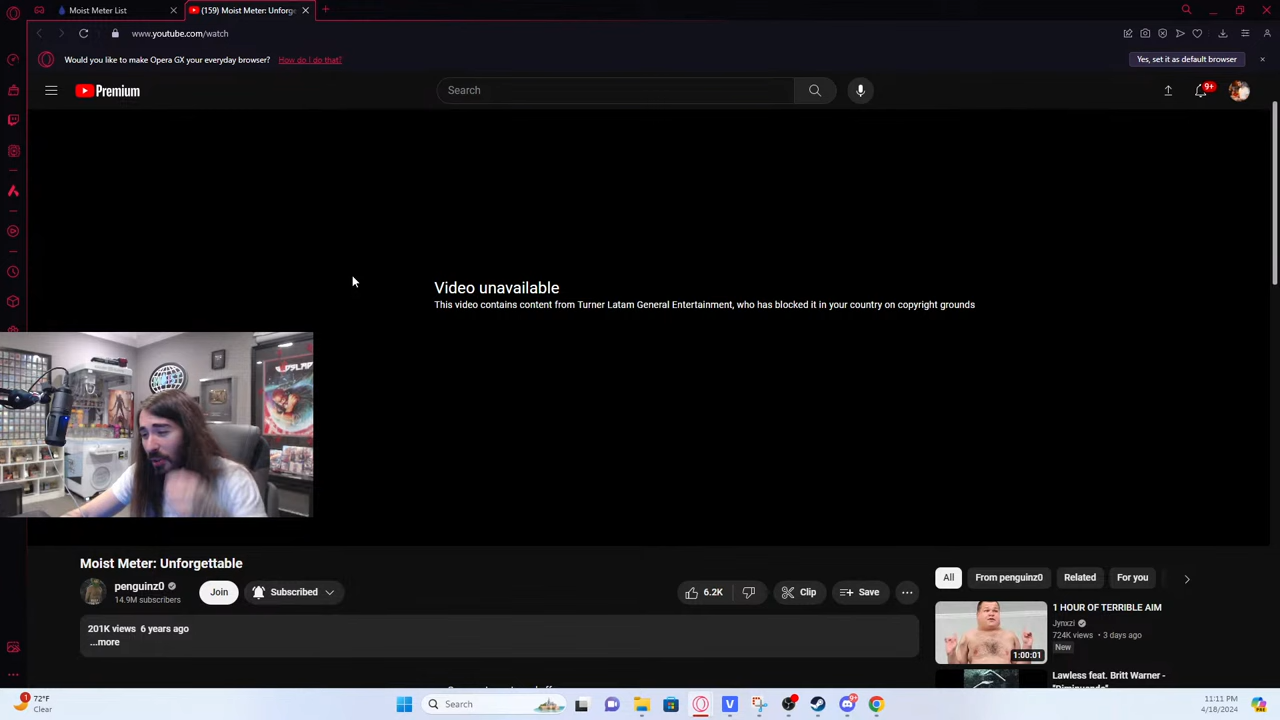 Moist Meter List
(159) Moist Meter: Unforge
www.youtube.com/watch
Would you like to make Opera GX your everyday browser? How do I do that?
Yes, set it as default browser
Premium
Search
9+
Video unavailable
This video contains content from Turner Latam General Entertainment, who has blocked it in your country on copyright grounds
Moist Meter: Unforgettable
penguinz0
14.9M subscribers
Join
Subscribed
6.2K
Clip
Save
201K views 6 years ago
...more
All
From penguinz0
Related
For you
1 HOUR OF TERRIBLE AIM
Jynxzi
724K views • 3 days ago
New
1:00:01
Lawless feat. Britt Warner -
1
72°F
Clear
Search
11:11 PM
4/18/2024